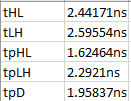 tHL 2.44171ns
tLH 2.59554ns
tpHL 1.62464ns
tpLH 2.2921ns
tpD 1.95837ns